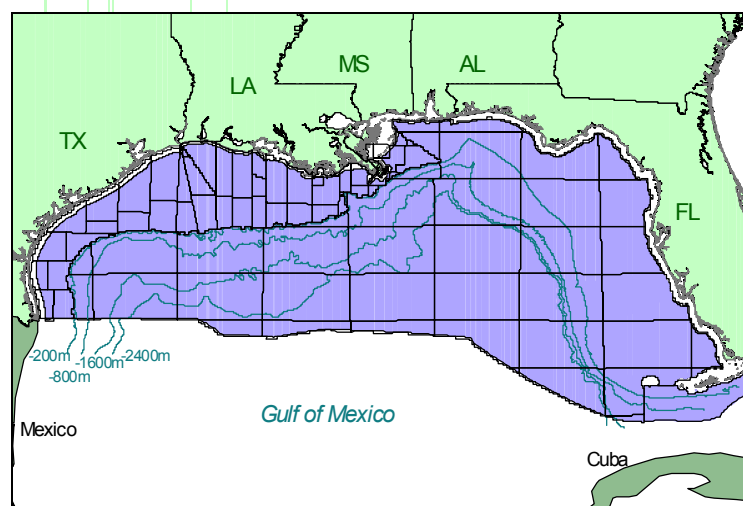 MS
AL
LA
TX
FL
-200m
-1600m
-2400m
-800m
Gulf of Mexico
Mexico
Cuba